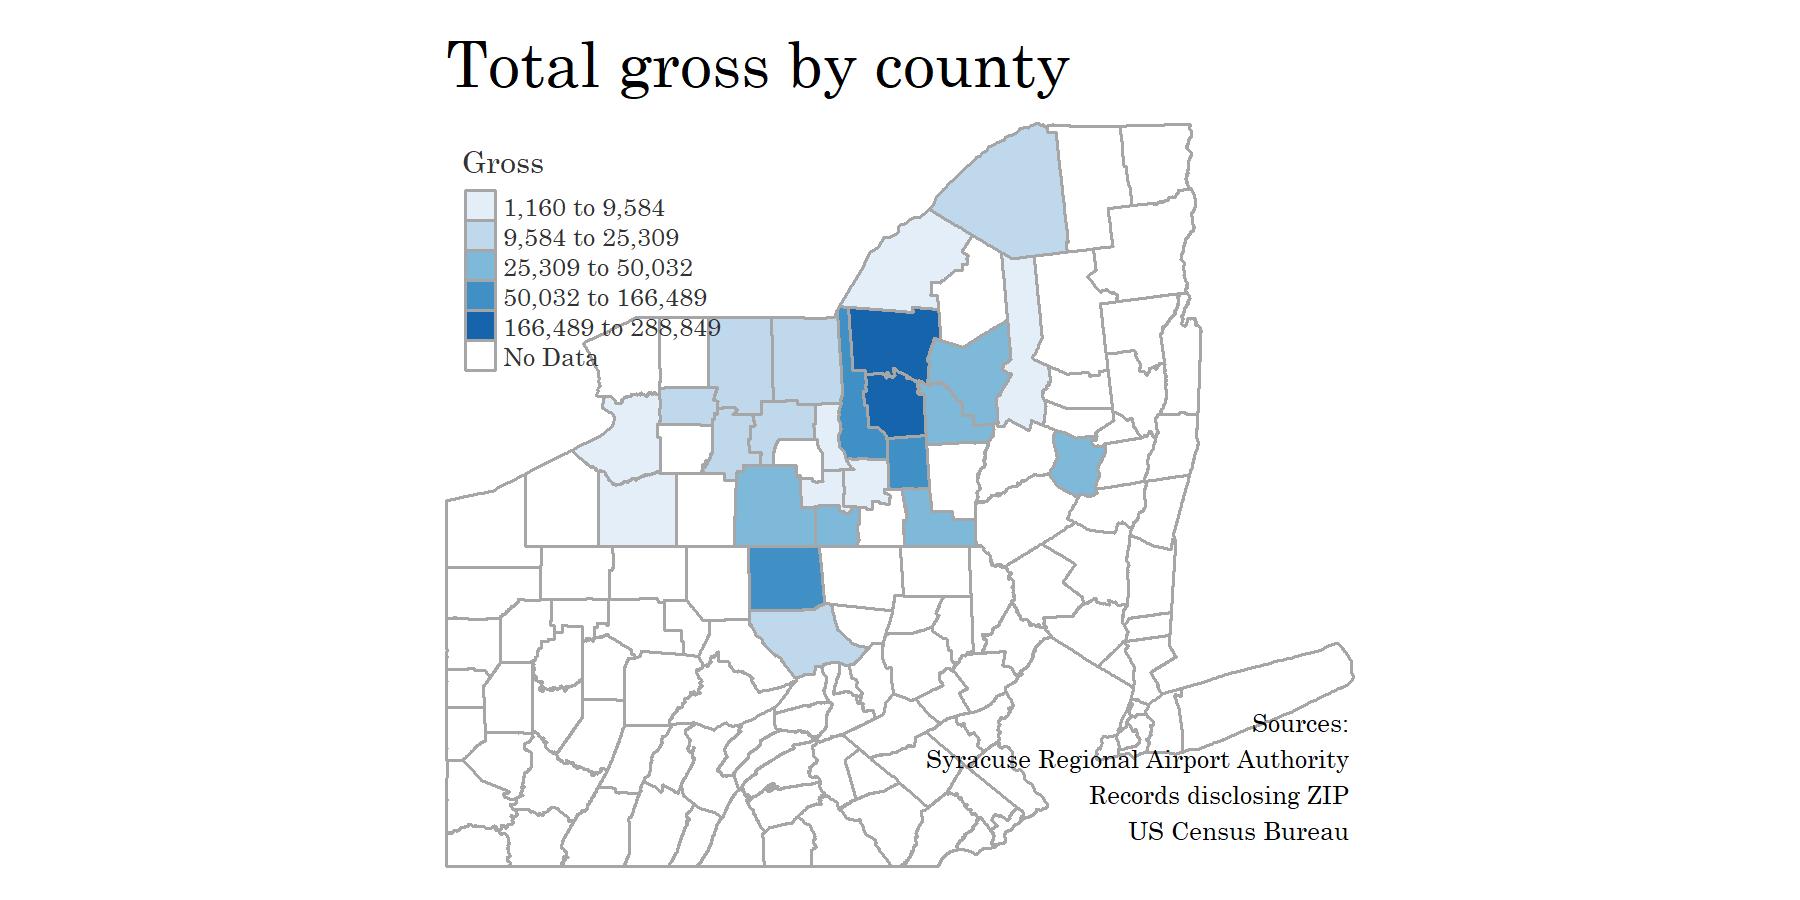 Total gross by county
Gross
1,160 to 9,584
9,584 to 25,309
25,309 to 50,032
50,032 to 166,489
166,489 to 288,849
No Data
Sources:
Syracuse Regional Airport Authority
Records disclosing ZIP
US Census Bureau